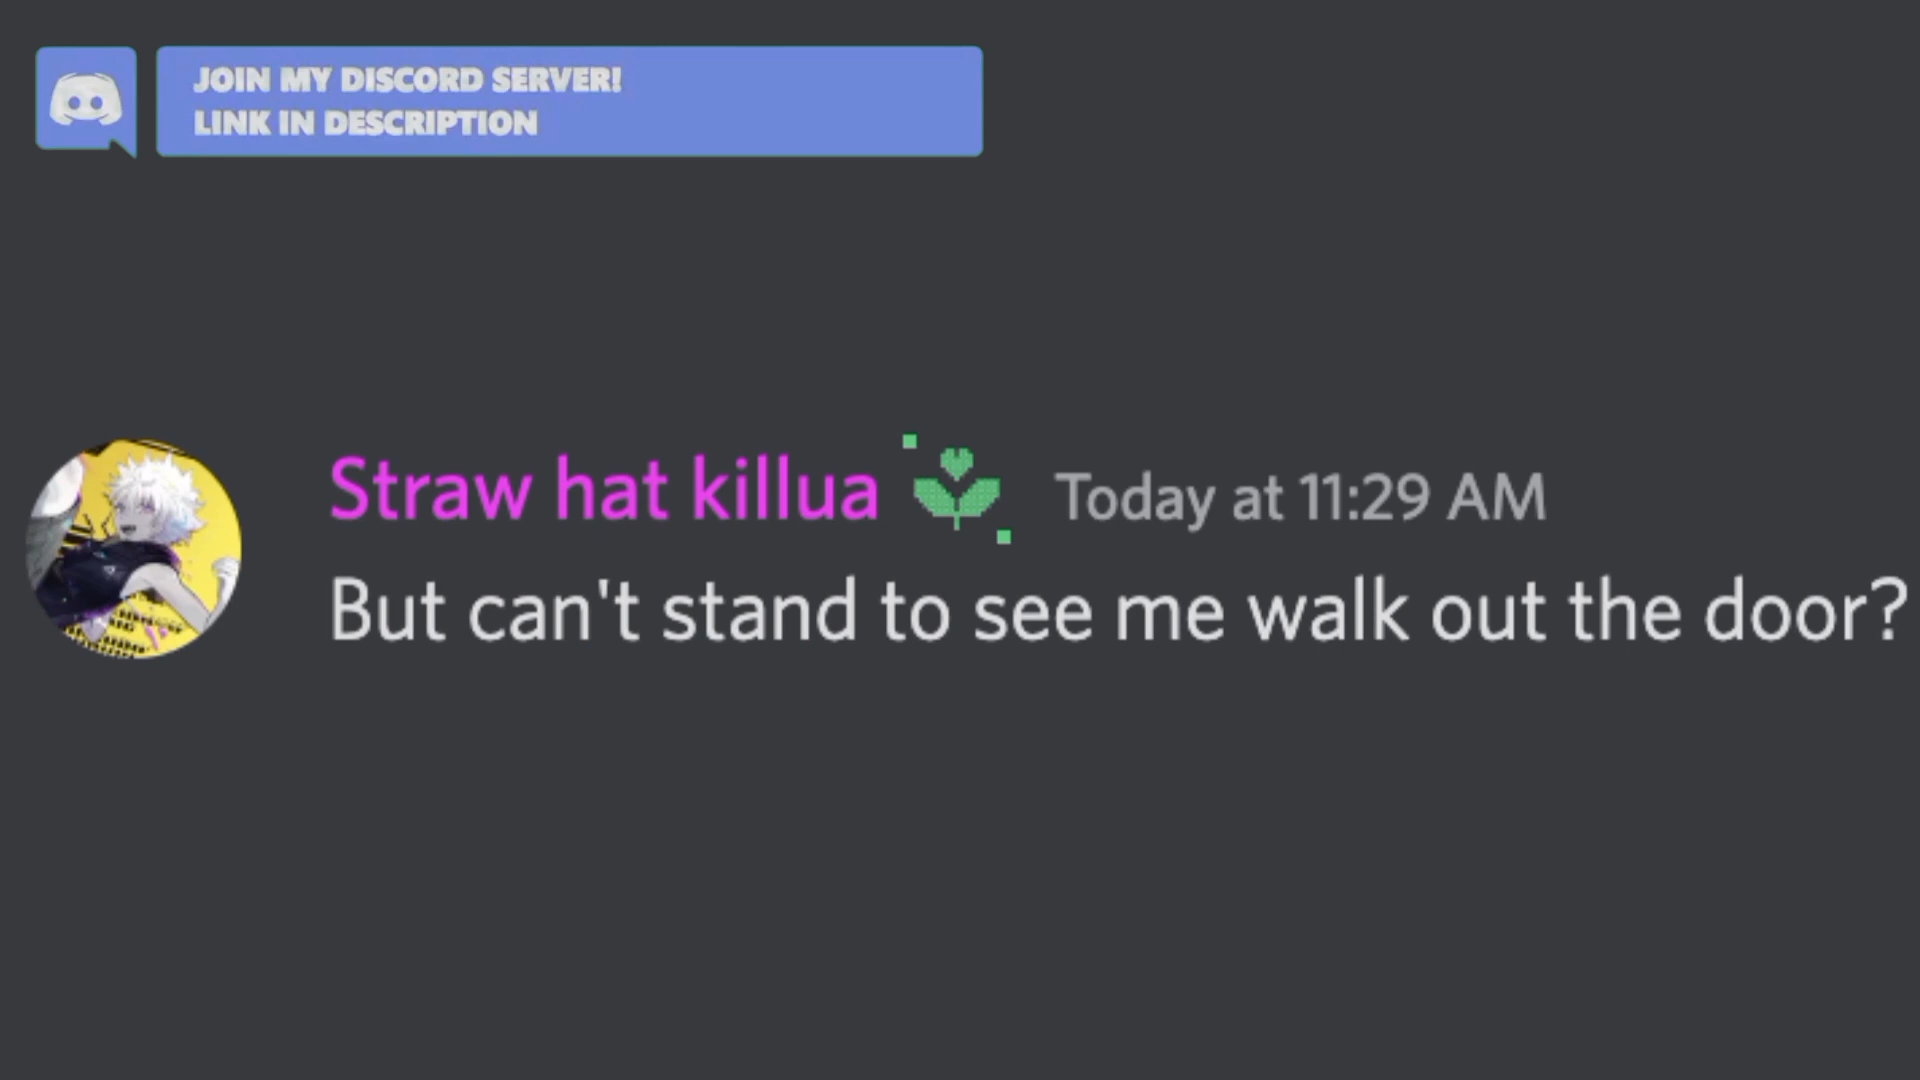 JOIN MY DISCORD SERVER!
LINK IN DESCRIPTION
Straw hat killua Today at 11:29 AM
But can't stand to see me walk out the door?